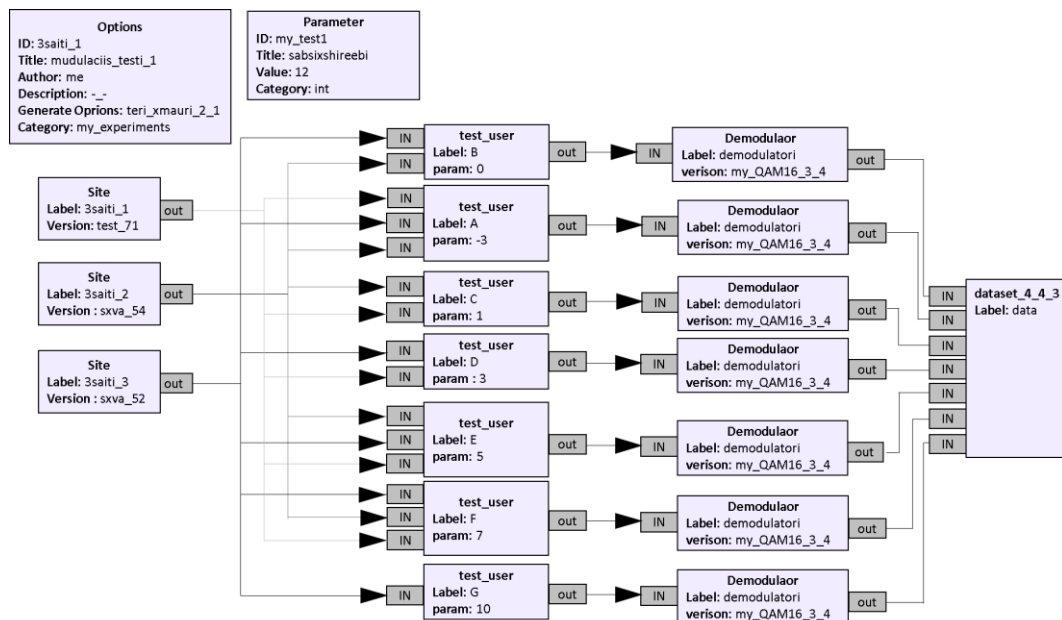 Options
ID: 3saiti_1
Title: mudulaciis_testi_1
Author: me
Description: -_-
Generate Oprions: teri_xmauri_2_1
Category: my_experiments
Parameter
ID: my_test1
Title: sabsixshireebi
Value: 12
Category: int
Site
Label: 3saiti_1
Version: test_71
out
Site
Label: 3saiti_2
Version : sxva_54
out
Site
Label: 3saiti_3
Version : sxva_52
out
IN
IN
test_user
Label: B
param: 0
out
IN
Demodulaor
Label: demodulatori
verison: my_QAM16_3_4
out
IN
IN
IN
test_user
Label: A
param: -3
out
IN
Demodulaor
Label: demodulatori
verison: my_QAM16_3_4
out
IN
IN
test_user
Label: C
param: 1
out
IN
Demodulaor
Label: demodulatori
verison: my_QAM16_3_4
out
IN
IN
test_user
Label: D
param : 3
out
IN
Demodulaor
Label: demodulatori
verison: my_QAM16_3_4
out
IN
IN
IN
test_user
Label: E
param: 5
out
IN
Demodulaor
Label: demodulatori
verison: my_QAM16_3_4
out
IN
IN
IN
test_user
Label: F
param: 7
out
IN
Demodulaor
Label: demodulatori
verison: my_QAM16_3_4
out
IN
test_user
Label: G
param: 10
out
IN
Demodulaor
Label: demodulatori
verison: my_QAM16_3_4
out
IN
IN
IN
IN
IN
IN
IN
dataset_4_4_3
Label: data